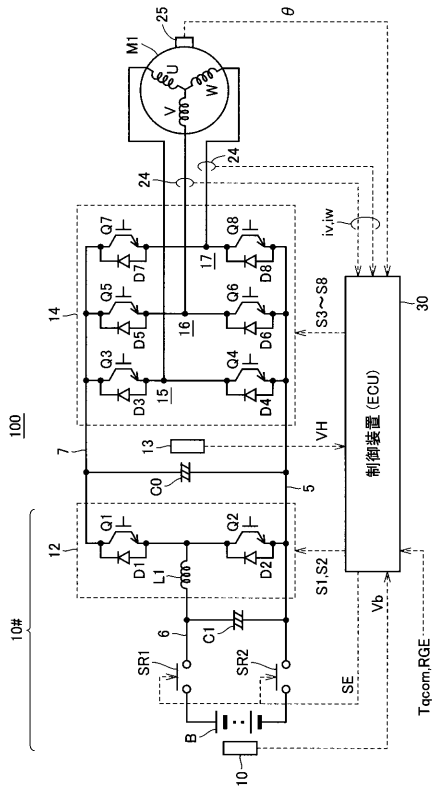 100
10#
12
14
25
M1
U
V
W
θ
24
24
7
C0
13
VH
5
Q1
D1
L1
Q2
D2
Q3
D3
15
Q4
D4
Q5
D5
16
Q6
D6
Q7
D7
17
Q8
D8
6
C1
SR1
SR2
B
10
SE
S1,S2
Vb
S3～S8
iv,iw
制御装置(ECU)
30
Tqcom,RGE